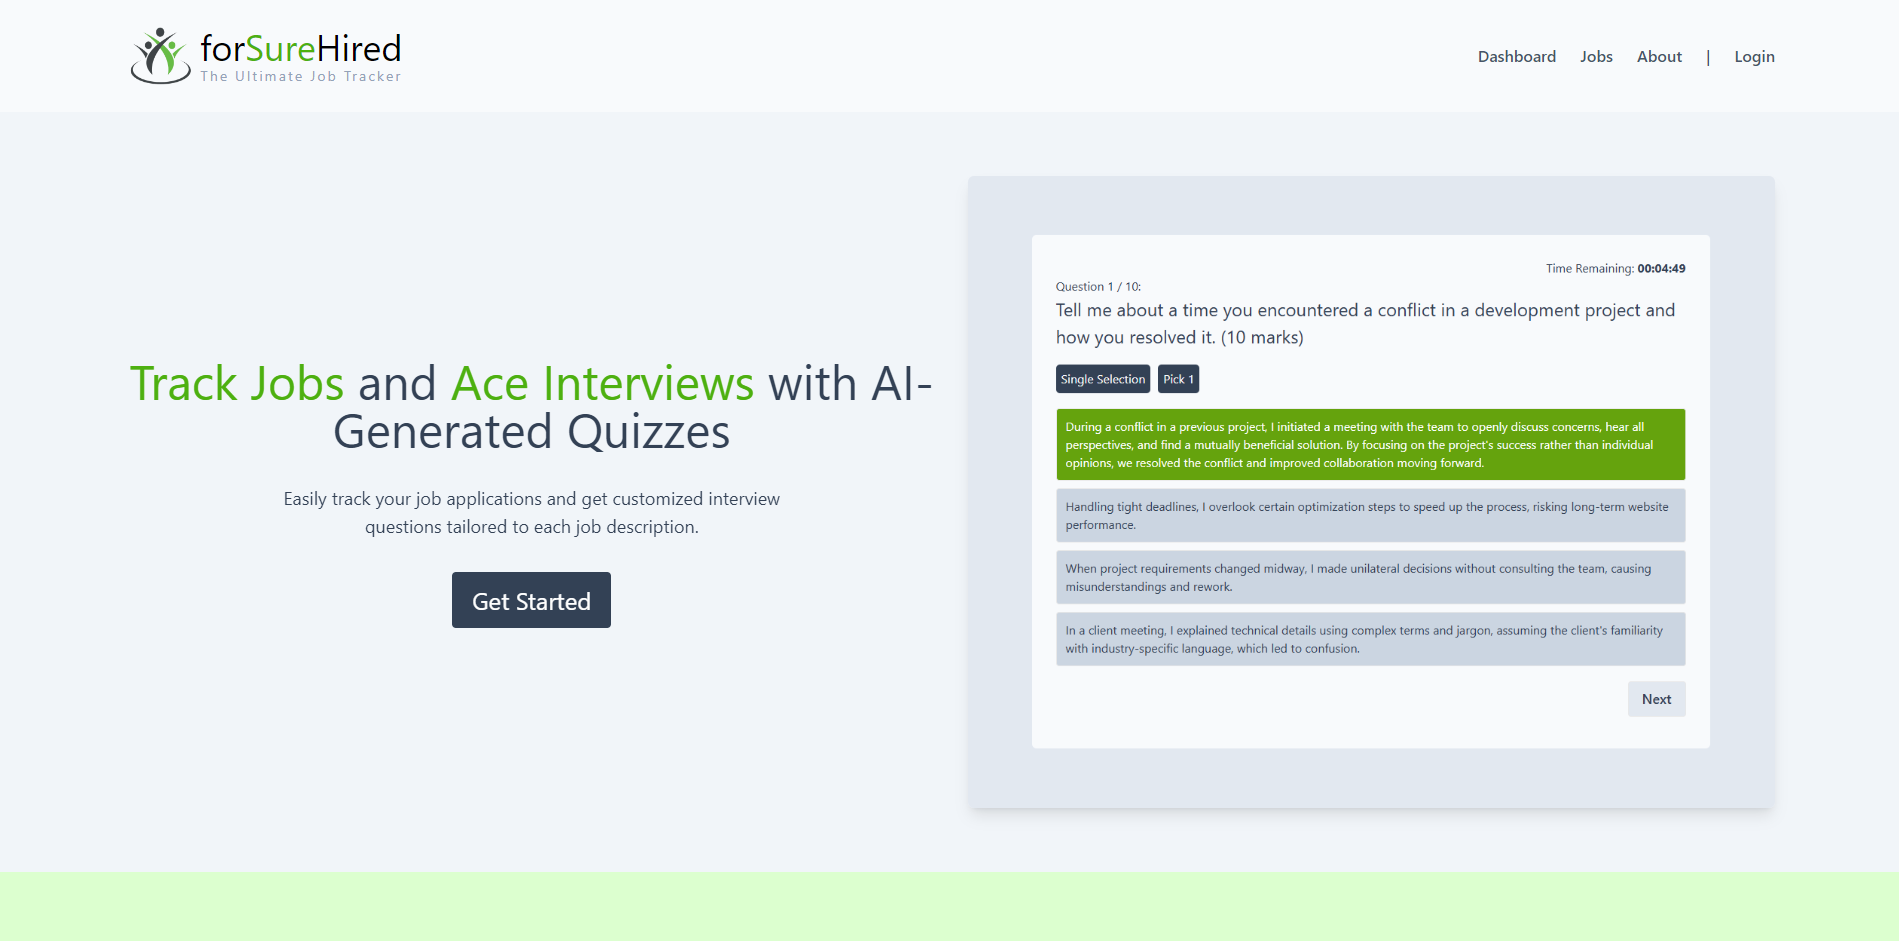 forSureHired
The Ultimate Job Tracker
Dashboard Jobs About | Login
Track Jobs and Ace Interviews with AI-
Generated Quizzes
Easily track your job applications and get customized interview
questions tailored to each job description.
Get Started
Time Remaining: 00:04:49
Question 1 / 10:
Tell me about a time you encountered a conflict in a development project and
how you resolved it. (10 marks)
Single Selection Pick 1
During a conflict in a previous project, I initiated a meeting with the team to openly discuss concerns, hear all
perspectives, and find a mutually beneficial solution. By focusing on the project's success rather than individual
opinions, we resolved the conflict and improved collaboration moving forward.
Handling tight deadlines, I overlook certain optimization steps to speed up the process, risking long-term website
performance.
When project requirements changed midway, I made unilateral decisions without consulting the team, causing
misunderstandings and rework.
In a client meeting, I explained technical details using complex terms and jargon, assuming the client's familiarity
with industry-specific language, which led to confusion.
Next